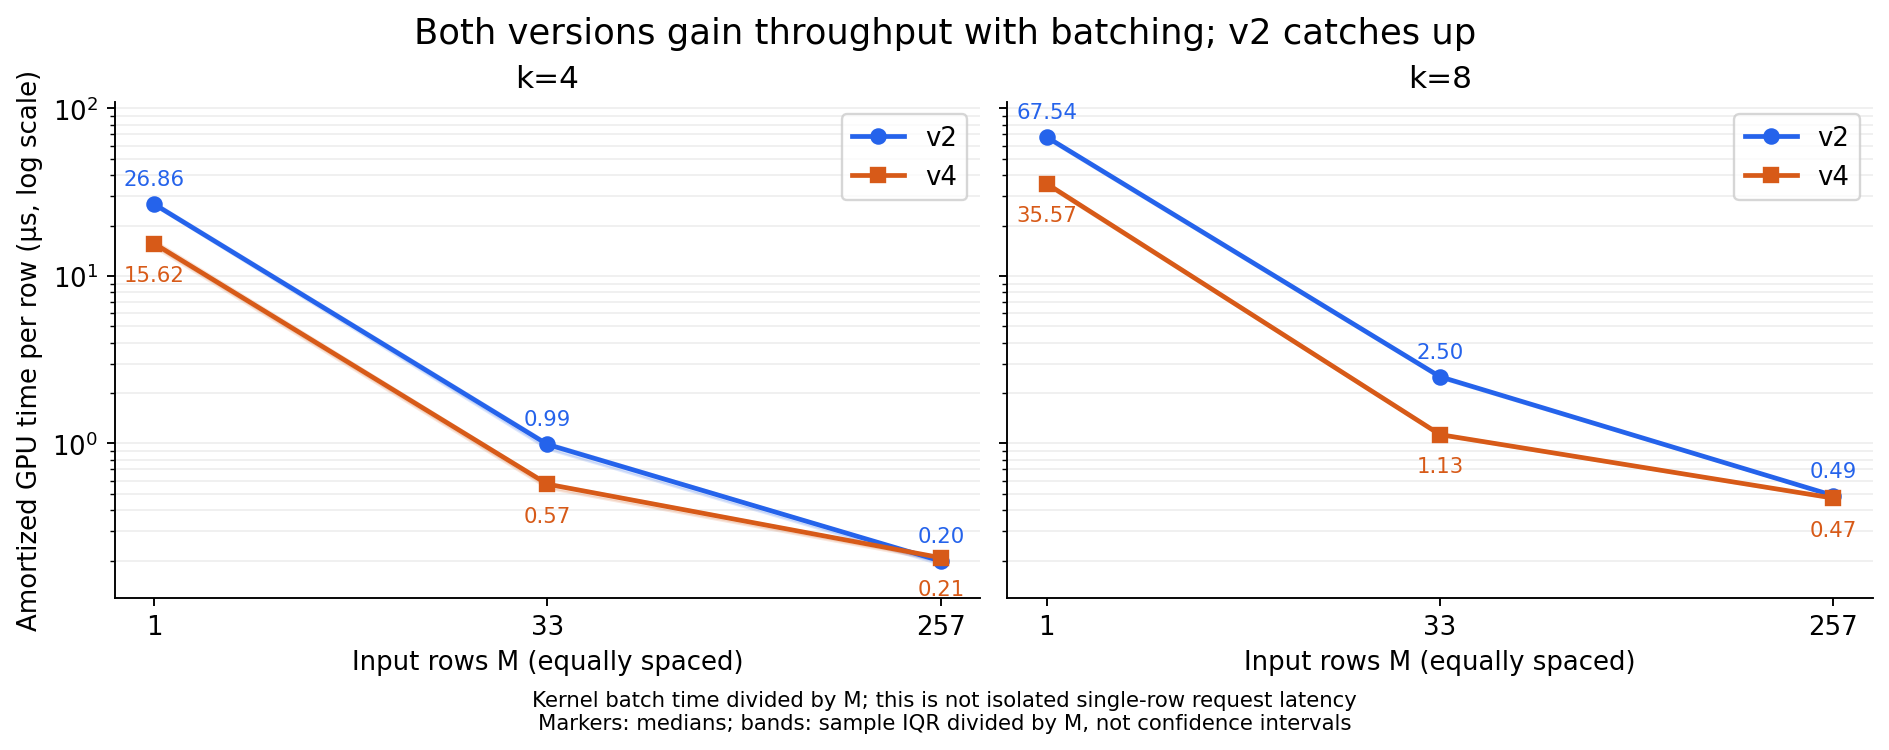 Both versions gain throughput with batching; v2 catches up
k=4
Amortized GPU time per row (µs, log scale)
10²
10¹
10⁰
26.86
15.62
0.99
0.57
0.20
0.21
v2
v4
1
33
257
Input rows M (equally spaced)
k=8
67.54
35.57
2.50
1.13
0.49
0.47
v2
v4
1
33
257
Input rows M (equally spaced)
Kernel batch time divided by M; this is not isolated single-row request latency
Markers: medians; bands: sample IQR divided by M, not confidence intervals